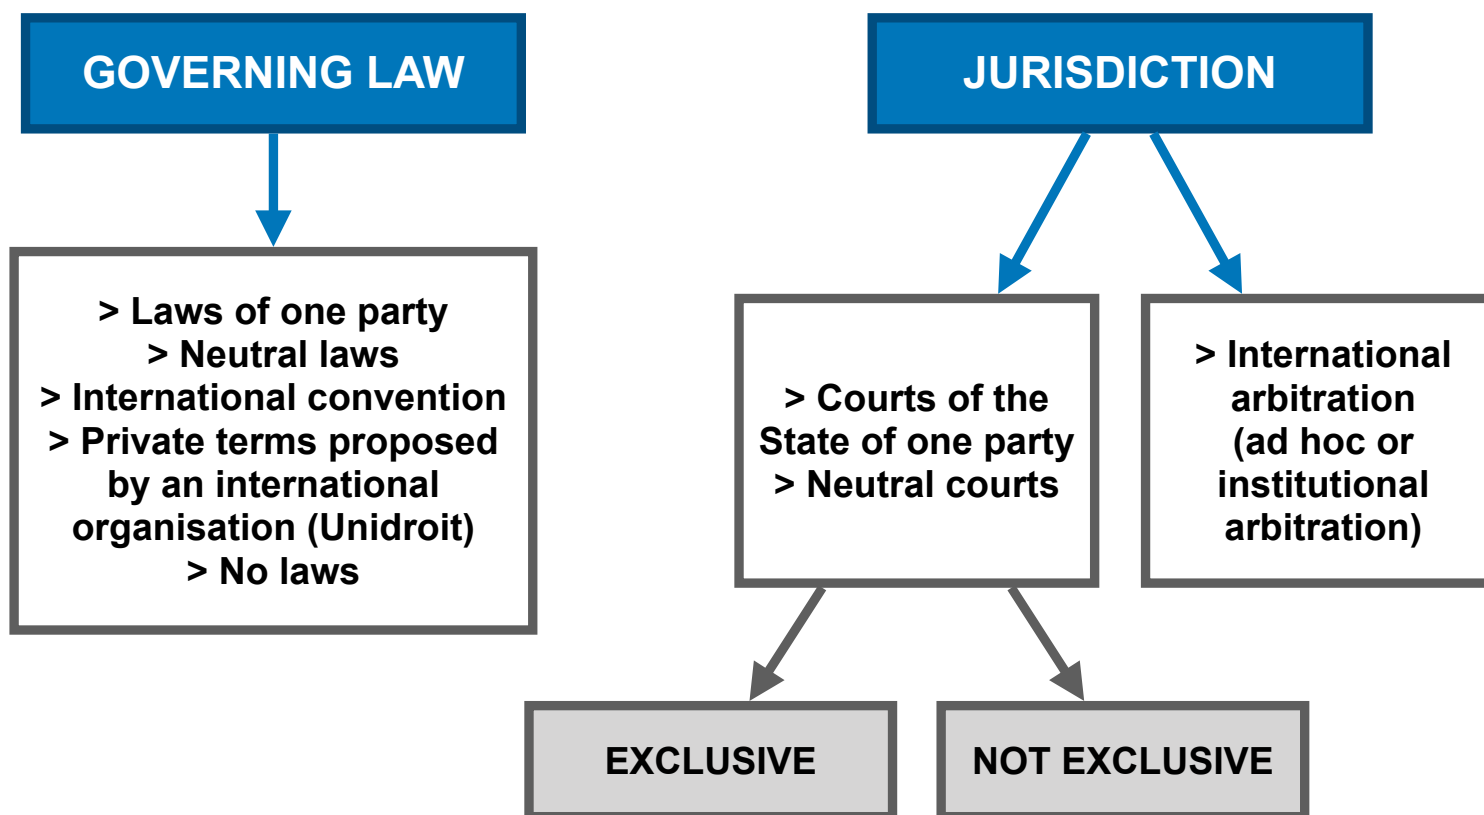 GOVERNING LAW
> Laws of one party
> Neutral laws
> International convention
> Private terms proposed
by an international
organisation (Unidroit)
> No laws
JURISDICTION
> Courts of the
State of one party
> Neutral courts
> International
arbitration
(ad hoc or
institutional
arbitration)
EXCLUSIVE
NOT EXCLUSIVE